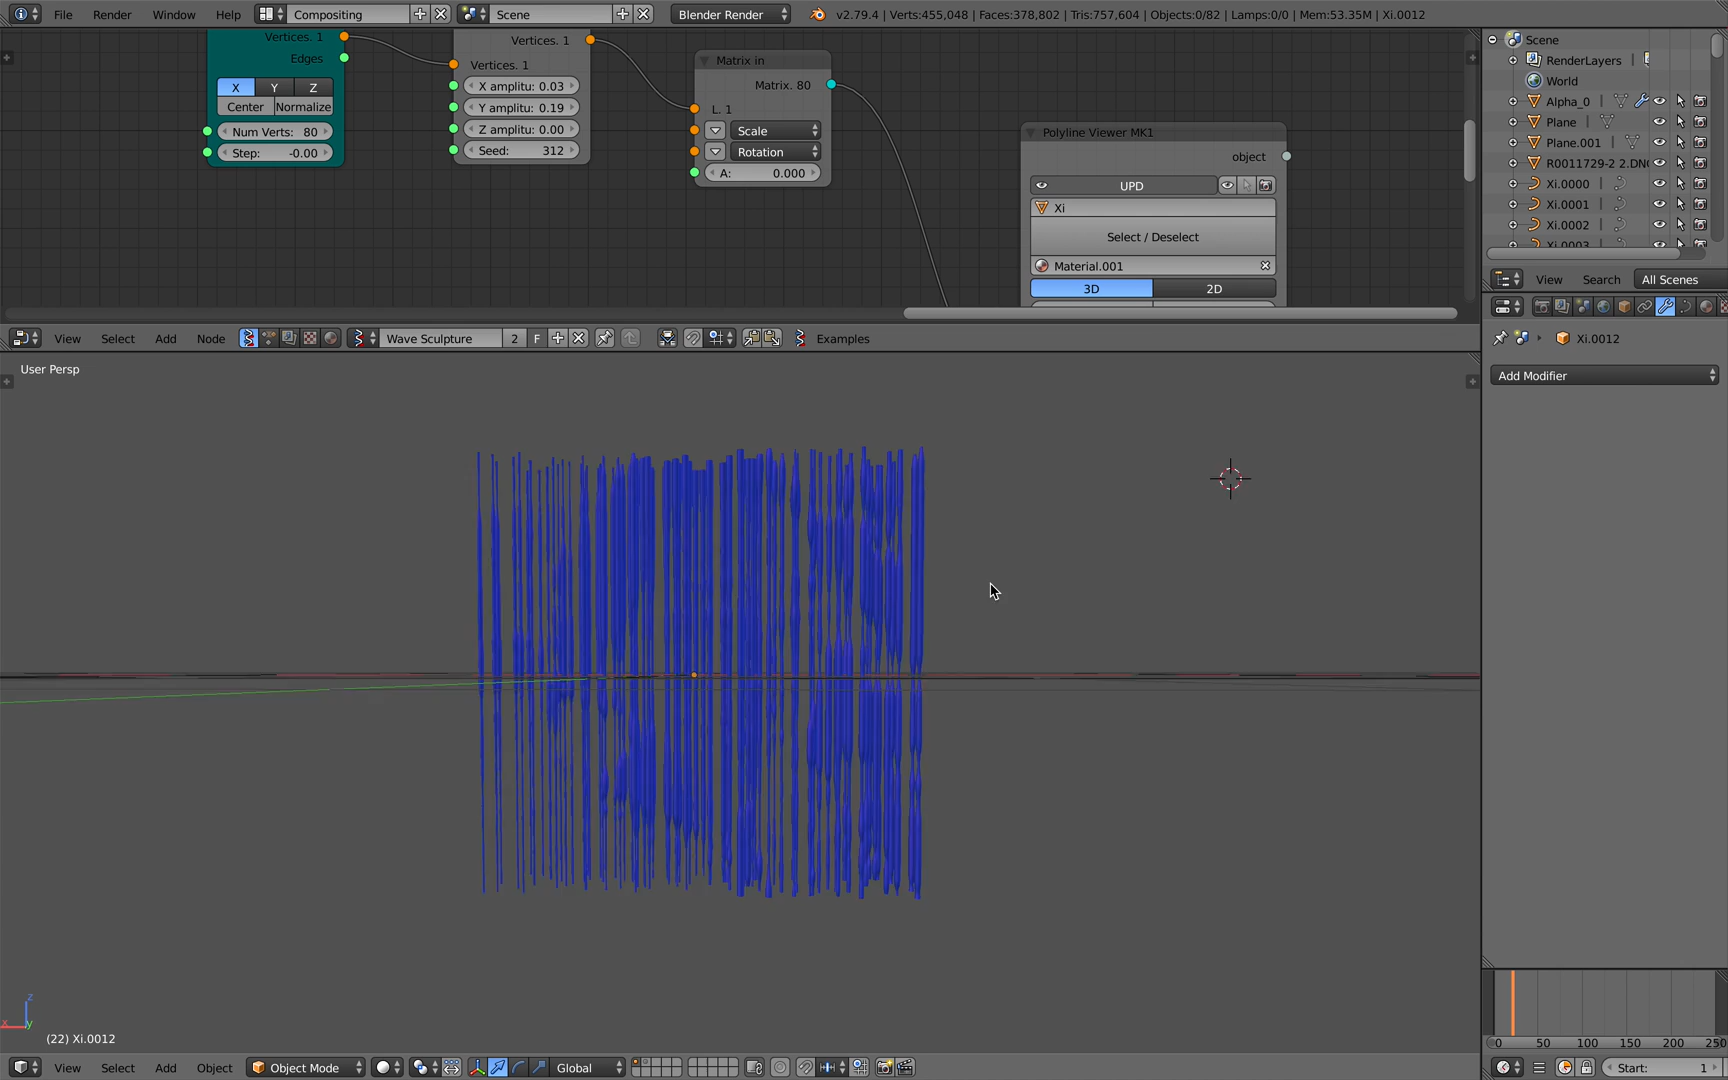 File Render Window Help Compositing Scene Blender Render v2.79.4 | Verts:455,048 | Faces:378,802 | Tris:757,604 | Objects:0/82 | Lamps:0/0 | Mem:53.35M | Xi.0012
Vertices. 1
Edges
X Y Z
Center Normalize
Num Verts: 80
Step: -0.00
Vertices. 1
Vertices. 1
X amplitu: 0.03
Y amplitu: 0.19
Z amplitu: 0.00
Seed: 312
Matrix in
Matrix. 80
L. 1
Scale
Rotation
A: 0.000
Polyline Viewer MK1
object
UPD
Xi
Select / Deselect
Material.001
3D 2D
Scene
RenderLayers
World
Alpha_0
Plane
Plane.001
R0011729-2 2.DNG
Xi.0000
Xi.0001
Xi.0002
Xi.0003
View Search All Scenes
View Select Add Node Wave Sculpture 2 F Examples
Xi.0012
Add Modifier
User Persp
z
x y
(22) Xi.0012
0 50 100 150 200 250
View Select Add Object Object Mode Global
Start: 1